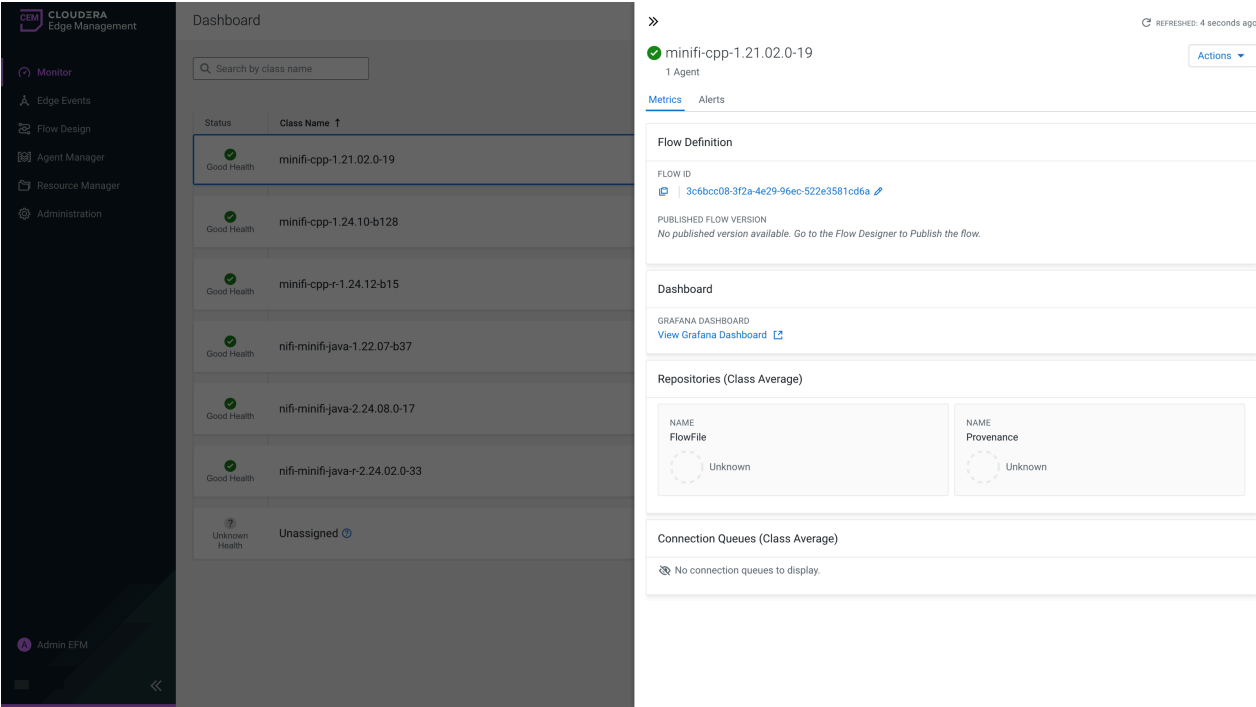 CEM
CLOUDERA
Edge Management
Monitor
Edge Events
Flow Design
Agent Manager
Resource Manager
Administration
A Admin EFM
Dashboard
Search by class name
Status Class Name ↑
Good Health minifi-cpp-1.21.02.0-19
Good Health minifi-cpp-1.24.10-b128
Good Health minifi-cpp-r-1.24.12-b15
Good Health nifi-minifi-java-1.22.07-b37
Good Health nifi-minifi-java-2.24.08.0-17
Good Health nifi-minifi-java-r-2.24.02.0-33
?
Unknown
Health
Unassigned ?
REFRESHED: 4 seconds ago
minifi-cpp-1.21.02.0-19
1 Agent
Actions
Metrics Alerts
Flow Definition
FLOW ID
3c6bcc08-3f2a-4e29-96ec-522e3581cd6a
PUBLISHED FLOW VERSION
No published version available. Go to the Flow Designer to Publish the flow.
Dashboard
GRAFANA DASHBOARD
View Grafana Dashboard
Repositories (Class Average)
NAME
FlowFile
Unknown
NAME
Provenance
Unknown
Connection Queues (Class Average)
No connection queues to display.